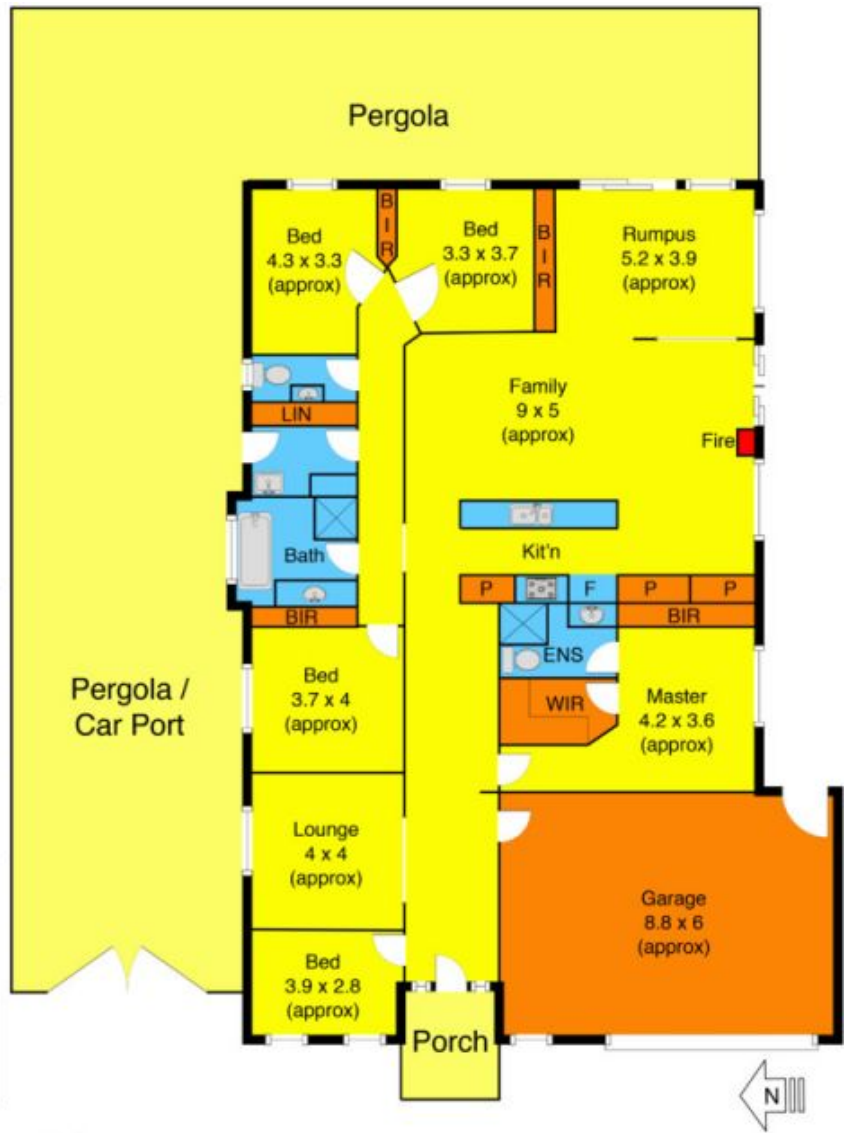 Pergola
BIR
Bed
4.3 x 3.3
(approx)
Bed
3.3 x 3.7
(approx)
BIR
Rumpus
5.2 x 3.9
(approx)
Family
9 x 5
(approx)
LIN
Fire
Bath
Kit'n
P
F
P
P
BIR
BIR
ENS
Bed
3.7 x 4
(approx)
WIR
Master
4.2 x 3.6
(approx)
Pergola /
Car Port
Lounge
4 x 4
(approx)
Garage
8.8 x 6
(approx)
Bed
3.9 x 2.8
(approx)
Porch
N